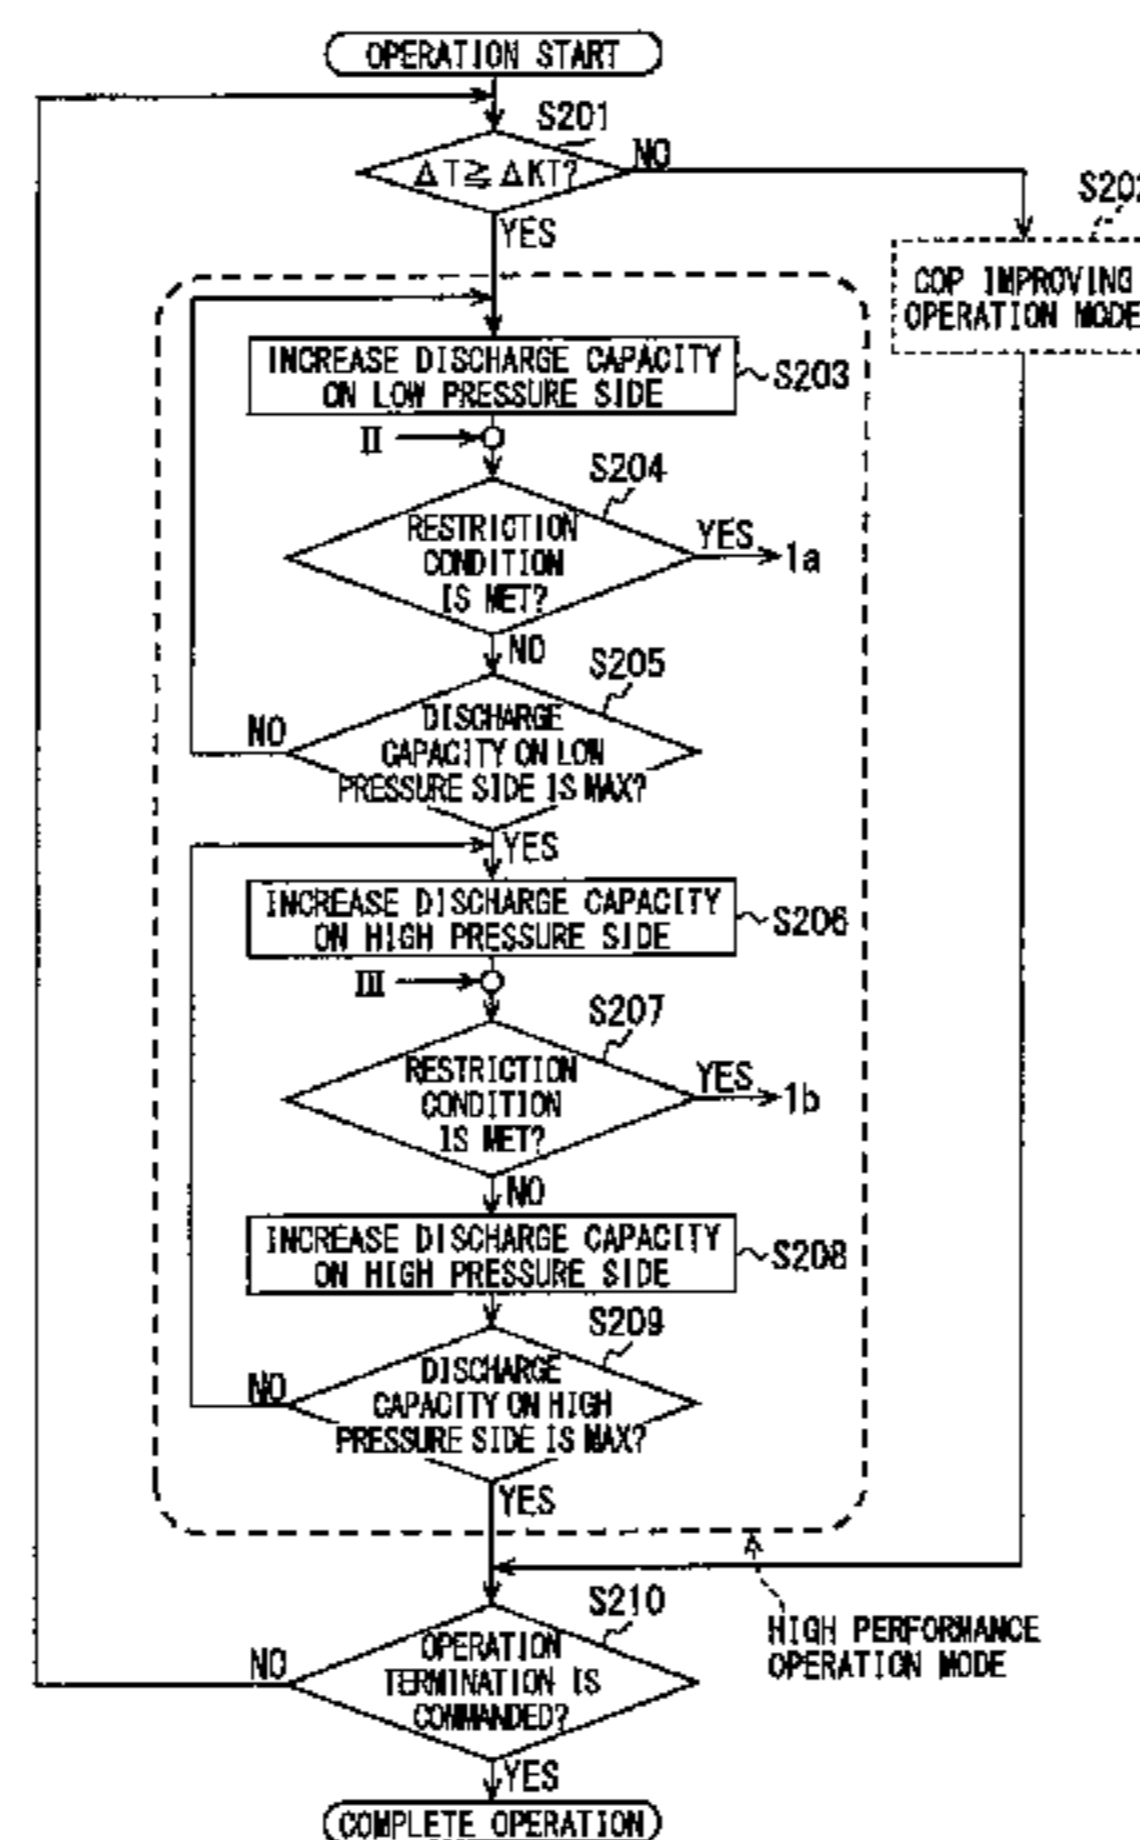 OPERATION START
S201
ΔT≧ΔKT?
NO
YES
S202
COP IMPROVING
OPERATION MODE
INCREASE DISCHARGE CAPACITY
ON LOW PRESSURE SIDE
S203
II
S204
RESTRICTION
CONDITION
IS MET?
YES
1a
NO
S205
DISCHARGE
CAPACITY ON LOW
PRESSURE SIDE IS MAX?
NO
YES
INCREASE DISCHARGE CAPACITY
ON HIGH PRESSURE SIDE
S206
III
S207
RESTRICTION
CONDITION
IS MET?
YES
1b
NO
INCREASE DISCHARGE CAPACITY
ON HIGH PRESSURE SIDE
S208
S209
DISCHARGE
CAPACITY ON HIGH
PRESSURE SIDE IS MAX?
NO
YES
S210
OPERATION
TERMINATION IS
COMMANDED?
NO
HIGH PERFORMANCE
OPERATION MODE
YES
COMPLETE OPERATION